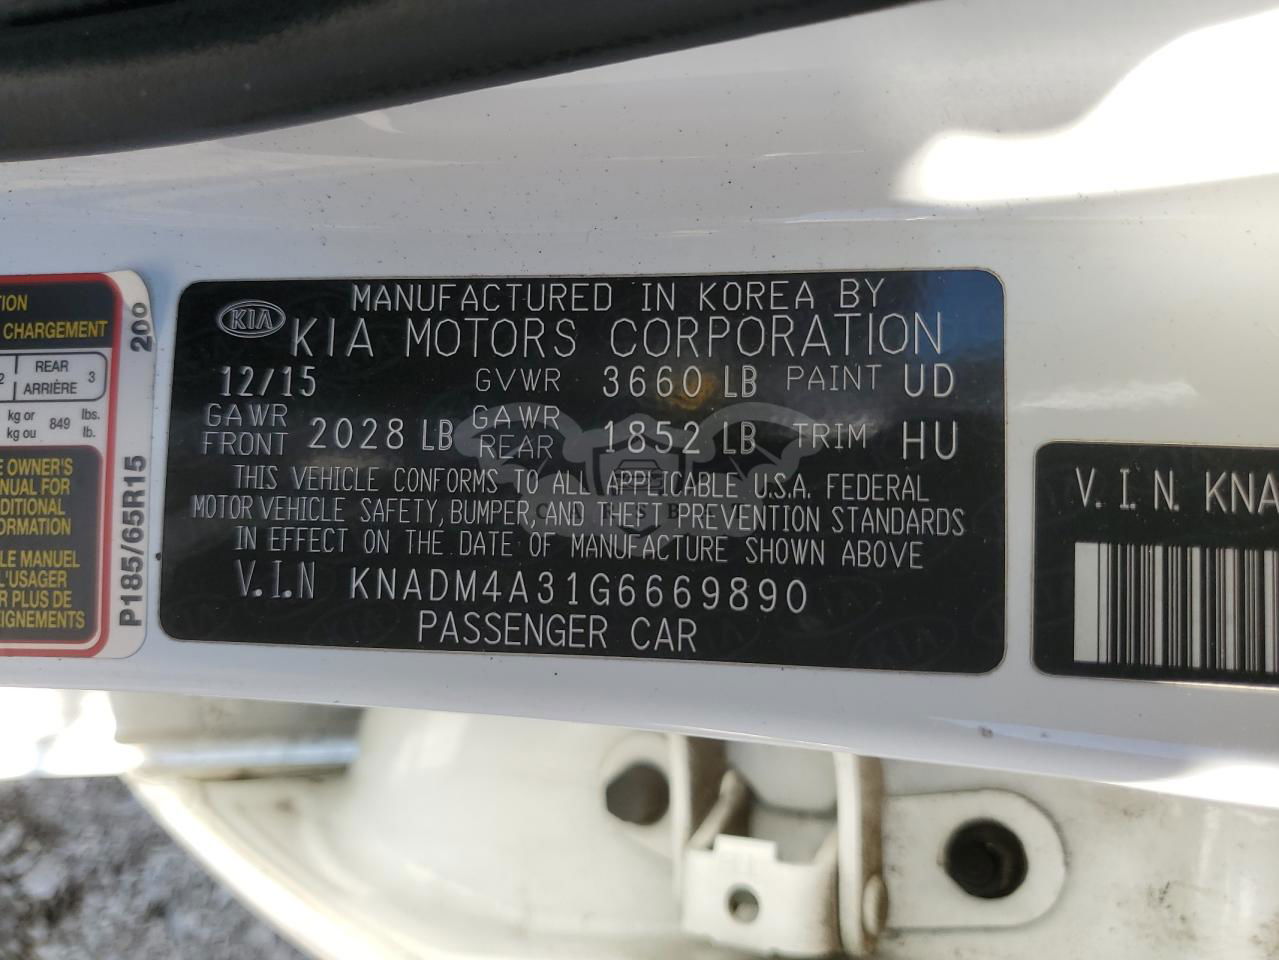 MANUFACTURED IN KOREA BY
KIA KIA MOTORS CORPORATION
12/15 GVWR 3660 LB PAINT UD
GAWR FRONT 2028 LB GAWR REAR 1852 LB TRIM HU
THIS VEHICLE CONFORMS TO ALL APPLICABLE U.S.A. FEDERAL
MOTOR VEHICLE SAFETY, BUMPER, AND THEFT PREVENTION STANDARDS
IN EFFECT ON THE DATE OF MANUFACTURE SHOWN ABOVE
V.I.N KNADM4A31G6669890
PASSENGER CAR
TION
CHARGEMENT
2 REAR ARRIÈRE 3
kg or kg ou 849 lbs. lb.
E OWNER'S
ANUAL FOR
DITIONAL
FORMATION
LE MANUEL
L'USAGER
R PLUS DE
EIGNEMENTS
200
P185/65R15
V.I.N. KNA